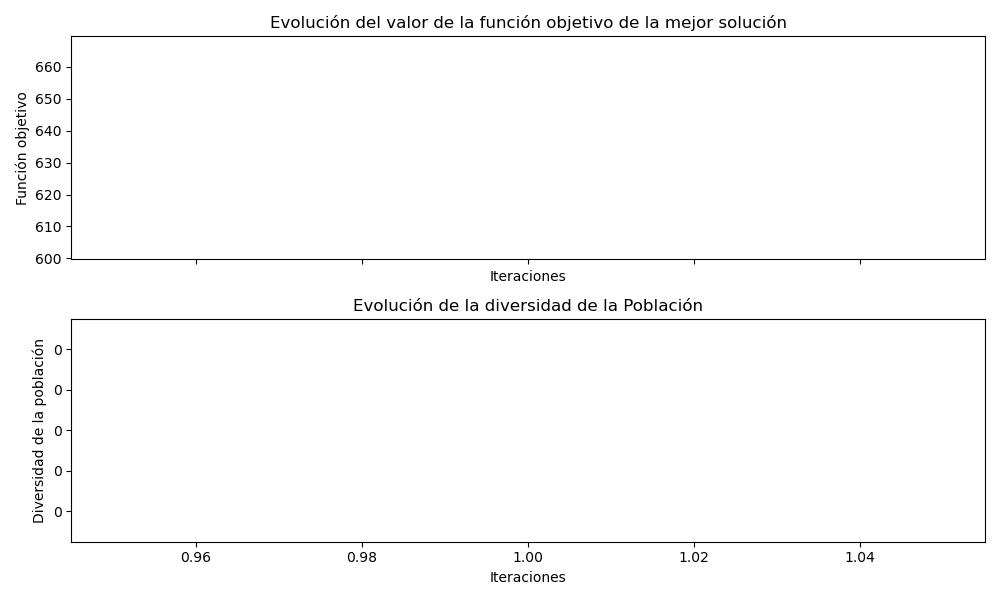 Evolución del valor de la función objetivo de la mejor solución
660
650
640
630
620
610
600
Función objetivo
Iteraciones
Evolución de la diversidad de la Población
0
0
0
0
0
Diversidad de la población
0.96 0.98 1.00 1.02 1.04
Iteraciones